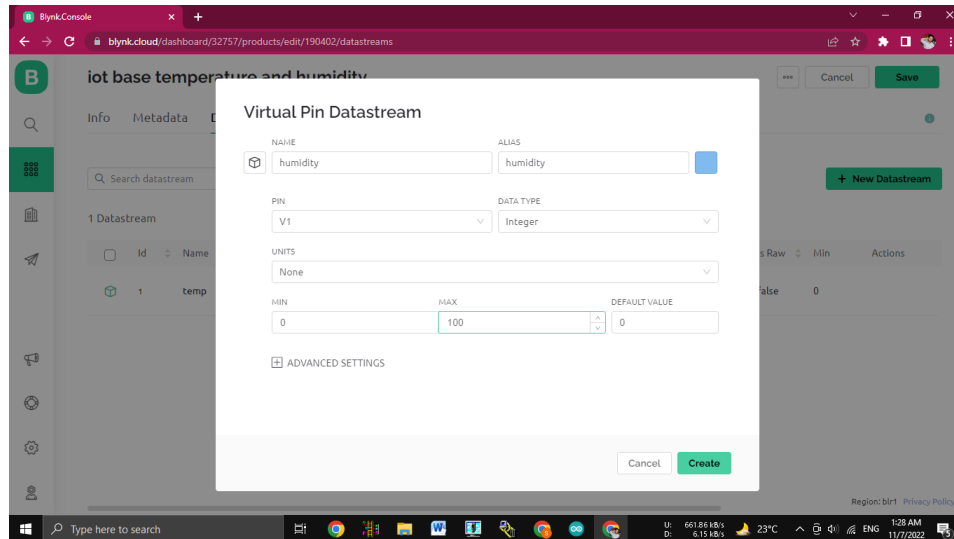 Blynk.Console
blynk.cloud/dashboard/32757/products/edit/190402/datastreams
B
iot base temperature and humidity
Cancel
Save
Info
Metadata
D
Search datastream
+ New Datastream
1 Datastream
Id
Name
s Raw
Min
Actions
1
temp
false
0
Virtual Pin Datastream
NAME
ALIAS
humidity
humidity
PIN
DATA TYPE
V1
Integer
UNITS
None
MIN
MAX
DEFAULT VALUE
0
100
0
ADVANCED SETTINGS
Cancel
Create
Region: blr1 Privacy Policy
Type here to search
U: 661.86 kB/s
D: 6.15 kB/s
23°C
ENG
1:28 AM
11/7/2022